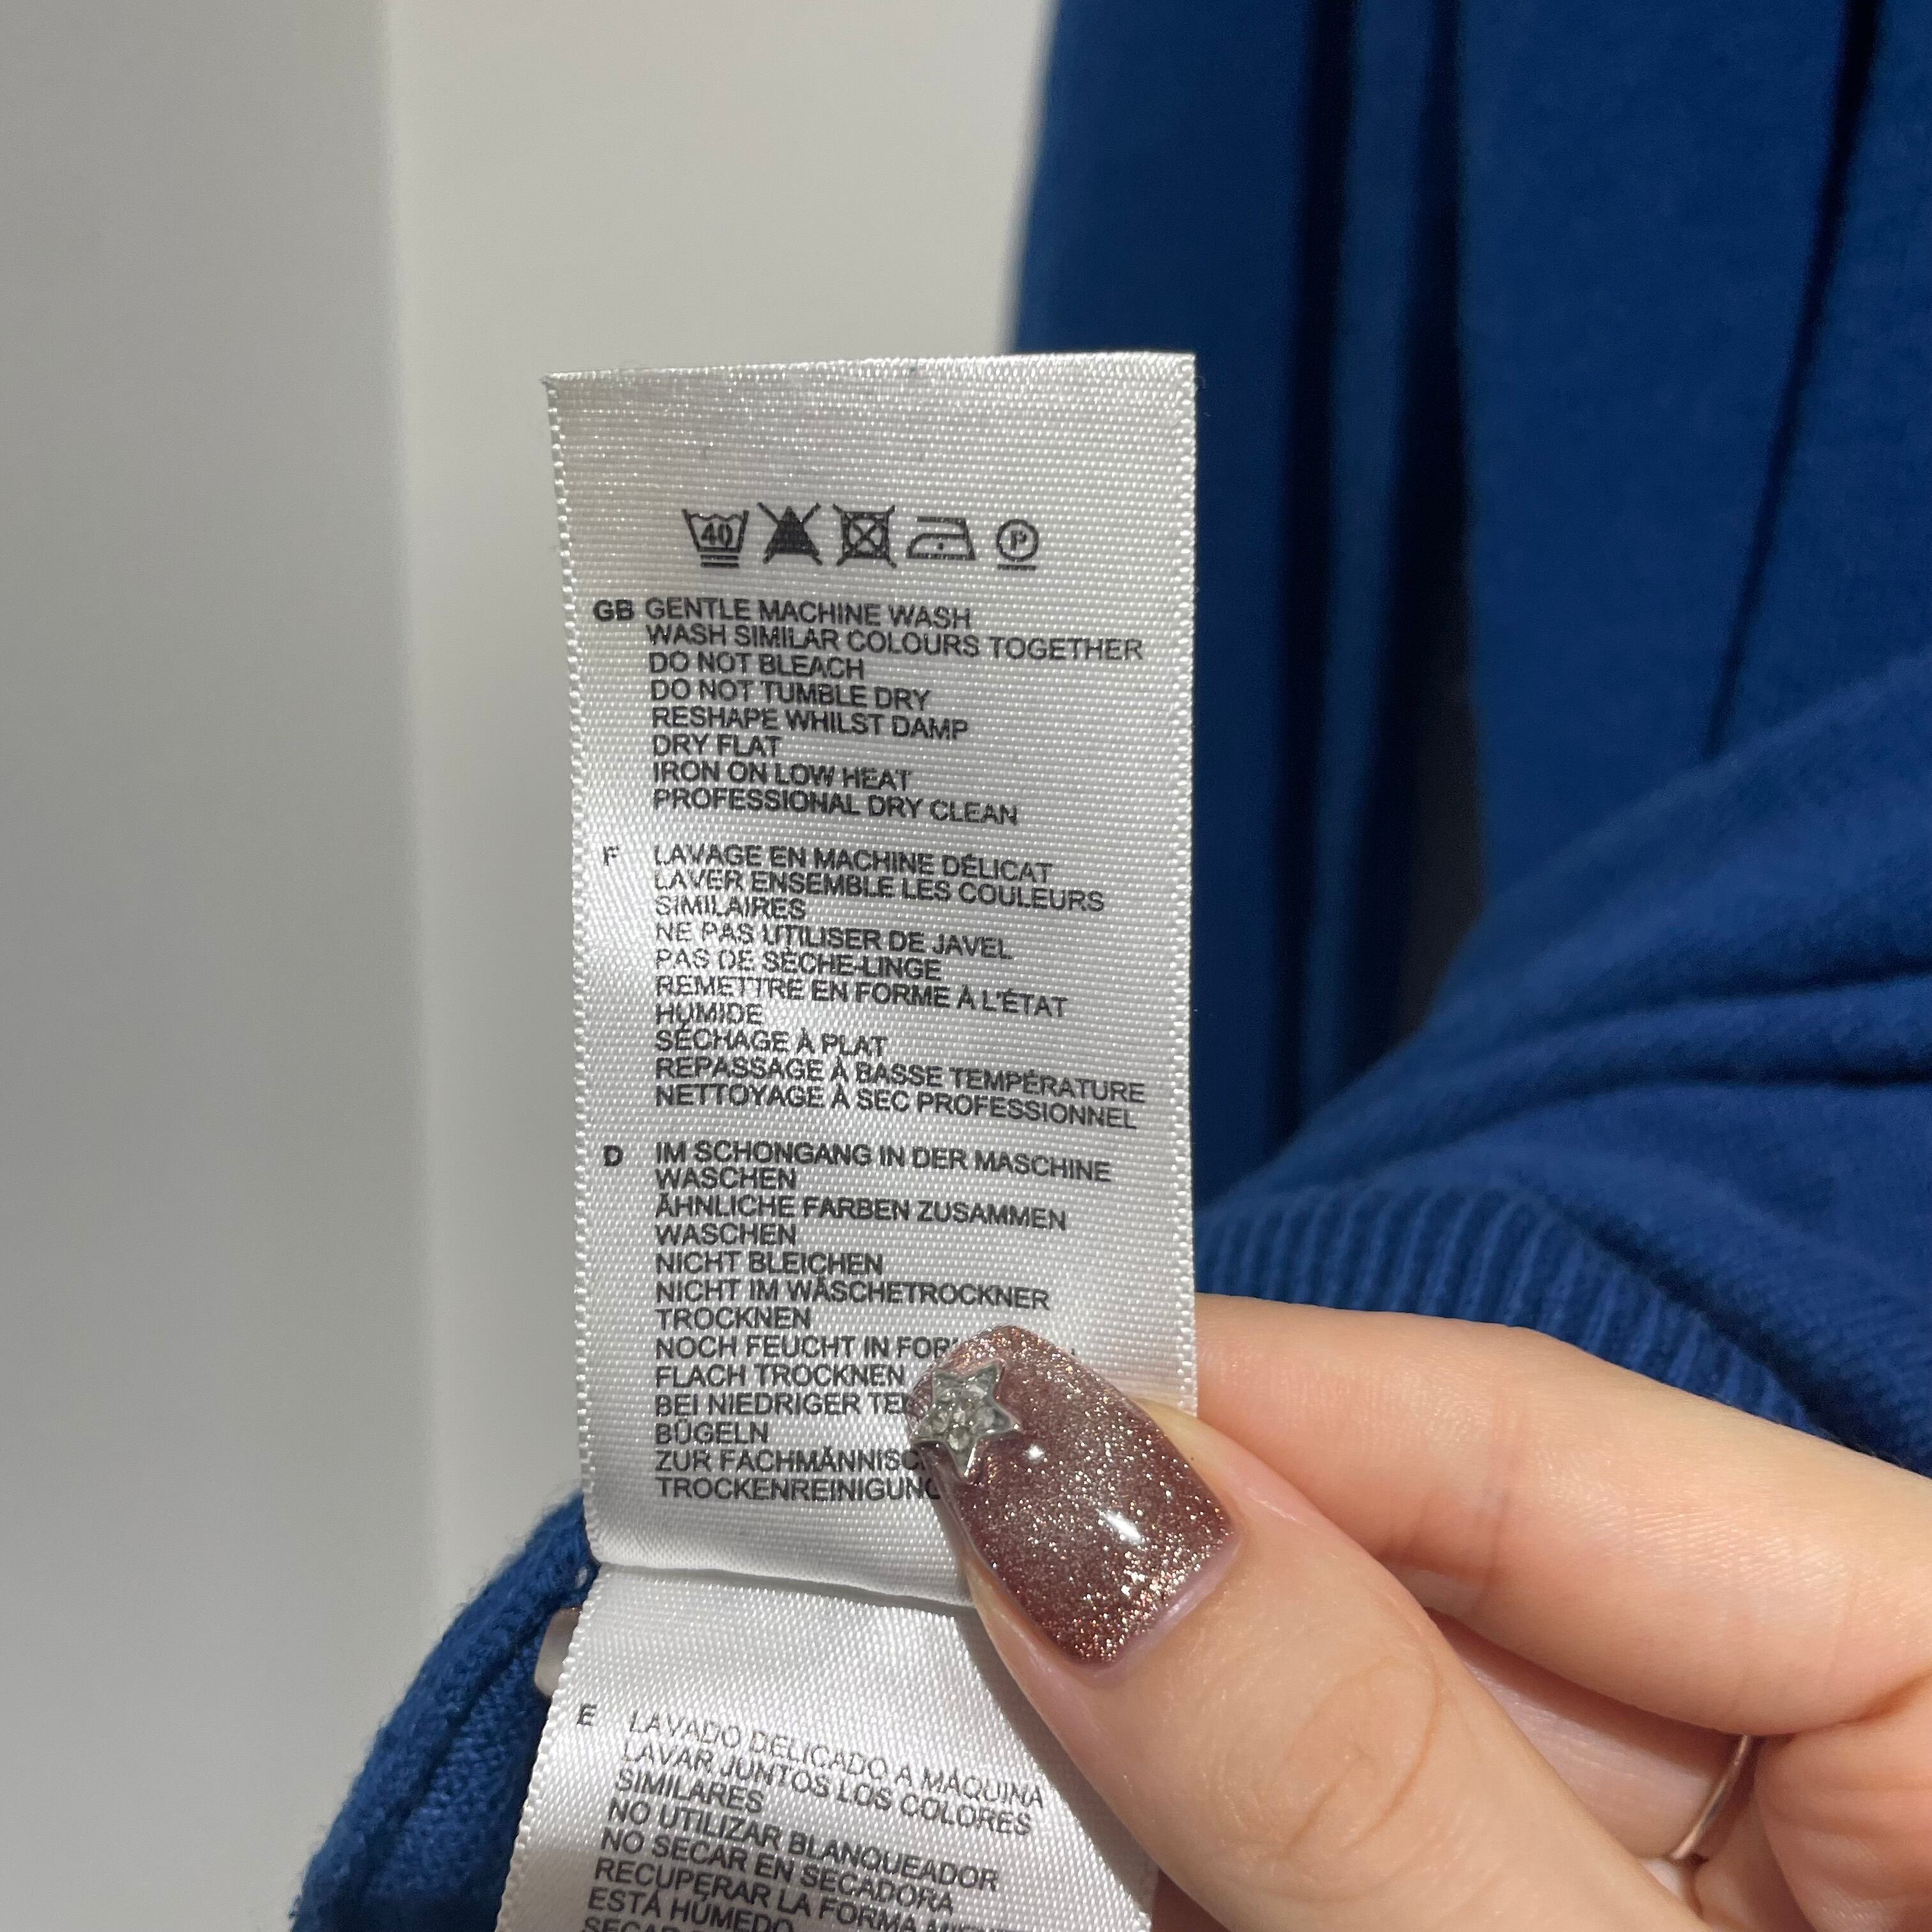 40 P
GB GENTLE MACHINE WASH
WASH SIMILAR COLOURS TOGETHER
DO NOT BLEACH
DO NOT TUMBLE DRY
RESHAPE WHILST DAMP
DRY FLAT
IRON ON LOW HEAT
PROFESSIONAL DRY CLEAN
F LAVAGE EN MACHINE DÉLICAT
LAVER ENSEMBLE LES COULEURS
SIMILAIRES
NE PAS UTILISER DE JAVEL
PAS DE SÈCHE-LINGE
REMETTRE EN FORME À L'ÉTAT
HUMIDE
SÉCHAGE À PLAT
REPASSAGE À BASSE TEMPÉRATURE
NETTOYAGE À SEC PROFESSIONNEL
D IM SCHONGANG IN DER MASCHINE
WASCHEN
ÄHNLICHE FARBEN ZUSAMMEN
WASCHEN
NICHT BLEICHEN
NICHT IM WÄSCHETROCKNER
TROCKNEN
NOCH FEUCHT IN
FLACH TROCKNEN
BEI NIEDRIGER
BÜGELN
ZUR
TROCKENREINIGUNG
E LAVADO DELICADO A MÁQUINA
LAVAR JUNTOS LOS COLORES
SIMILARES
NO UTILIZAR BLANQUEADOR
NO SECAR EN SECADORA
RECUPERAR LA FORMA
ESTÁ HÚMEDO
SECAR